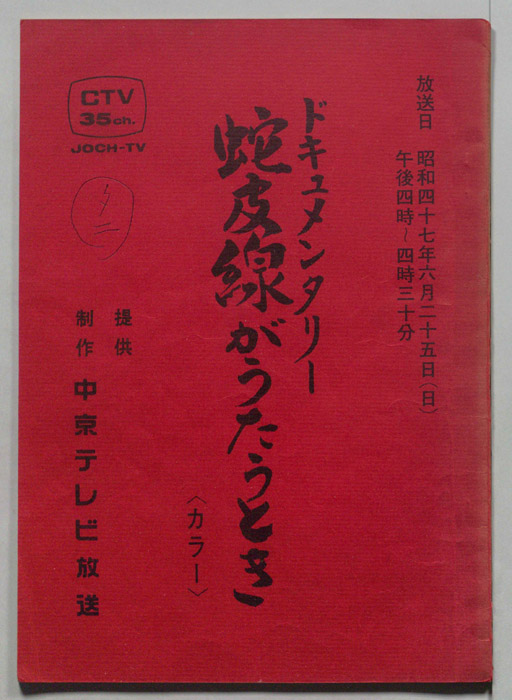 放送日　昭和四十七年六月二十五日(日)
午後四時～四時三十分
ドキュメンタリー
蛇皮線がうたうとき
〈カラー〉
CTV
35ch.
JOCH-TV
提供
制作
中京テレビ放送